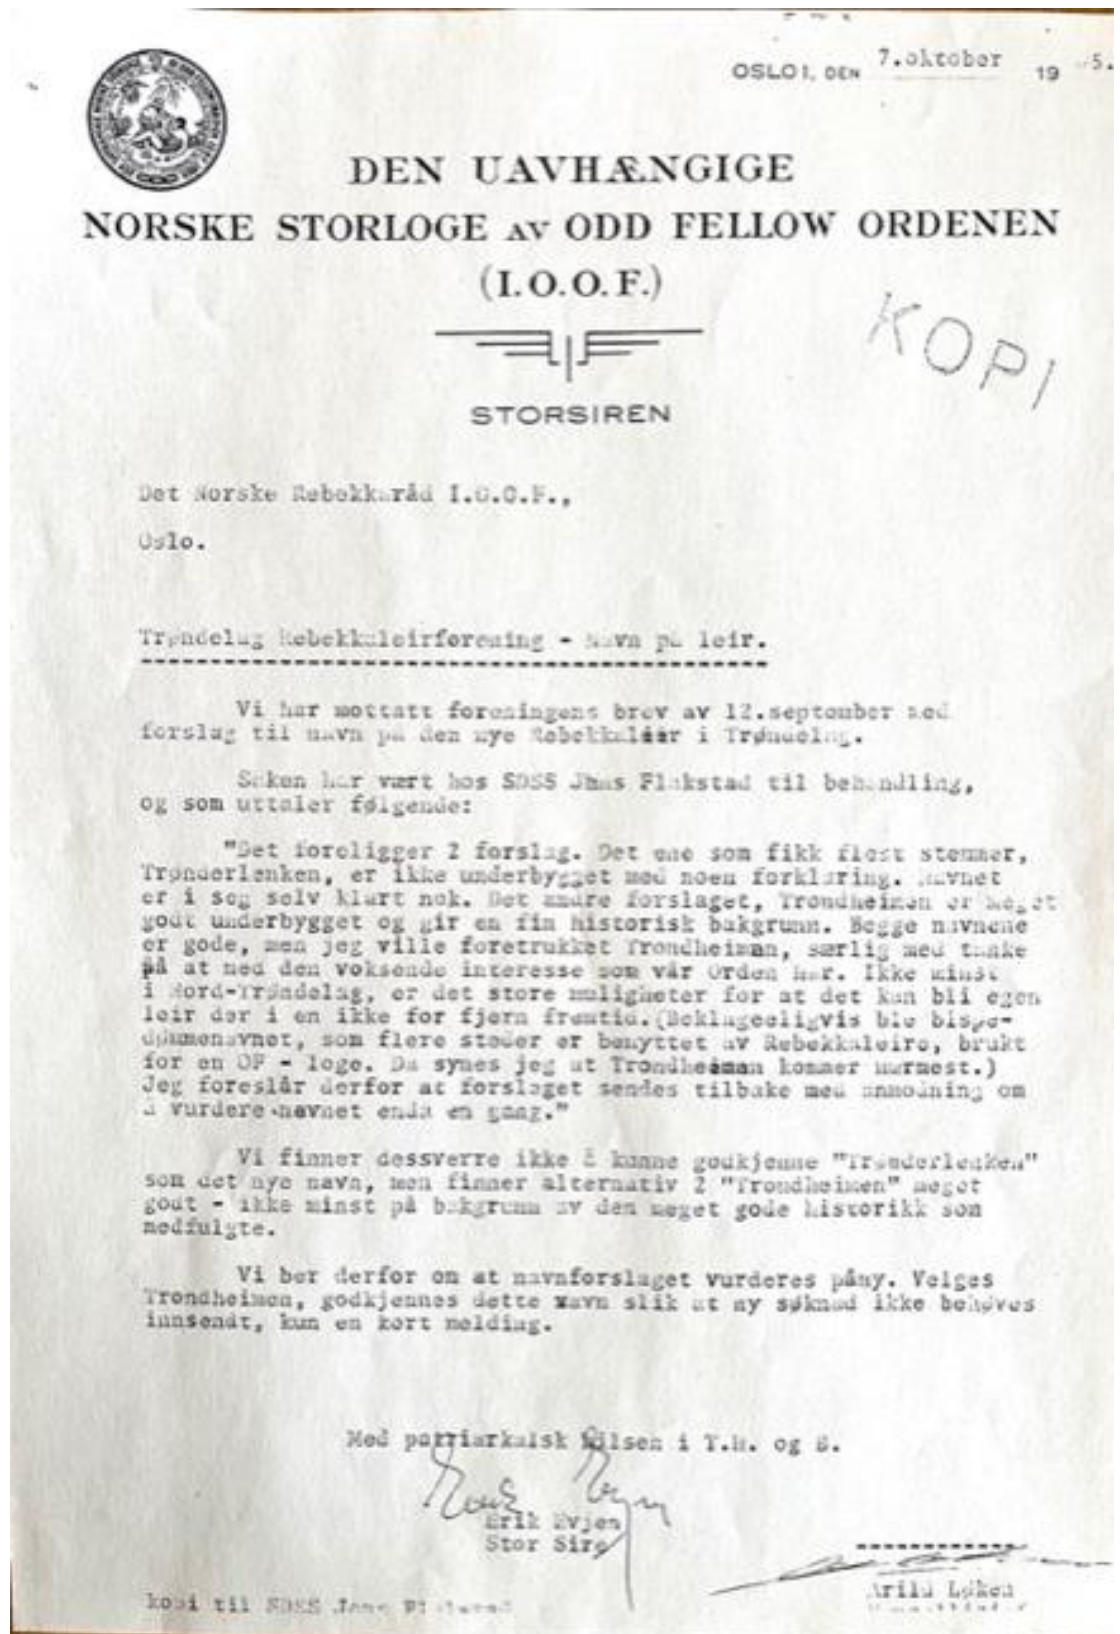 OSLO 1, DEN 7.oktober 19 5.
DEN UAVHÆNGIGE
NORSKE STORLOGE AV ODD FELLOW ORDENEN
(I.O.O.F.)
KOPI
STORSIREN
Det Norske Rebekkaråd I.O.O.F.,
Oslo.
Trøndelag Rebekkaleirforening - Navn på leir.
Vi har mottatt foreningens brev av 12.september med
forslag til navn på den nye Rebekkaleir i Trøndelag.
Saken har vært hos SDSS Jhns Flakstad til behandling,
og som uttaler følgende:
"Det foreligger 2 forslag. Det ene som fikk flest stemmer,
Trønderlenken, er ikke underbygget med noen forklaring. Navnet
er i seg selv klart nok. Det andre forslaget, Trondheimen er meget
godt underbygget og gir en fin historisk bakgrunn. Begge navnene
er gode, men jeg ville foretrukket Trondheimen, særlig med tanke
på at med den voksende interesse som vår Orden har. Ikke minst
i Nord-Trøndelag, er det store muligheter for at det kan bli egen
leir der i en ikke for fjern fremtid.(Beklageeligvis ble bispe-
dømmenavnet, som flere steder er benyttet av Rebekkaleire, brukt
for en OF - loge. Da synes jeg at Trondheimen kommer nærmest.)
Jeg foreslår derfor at forslaget sendes tilbake med anmodning om
å vurdere navnet enda en gang."
Vi finner dessverre ikke å kunne godkjenne "Trønderlenken"
som det nye navn, men finner alternativ 2 "Trondheimen" meget
godt - ikke minst på bakgrunn av den meget gode historikk som
medfulgte.
Vi ber derfor om at navnforslaget vurderes påny. Velges
Trondheimen, godkjennes dette navn slik at ny søknad ikke behøves
innsendt, kun en kort melding.
Med patriarkalsk hilsen i T.H. og B.
Erik Evjen
Erik Evjen
Stor Sire
Arild Løken
kopi til SDSS